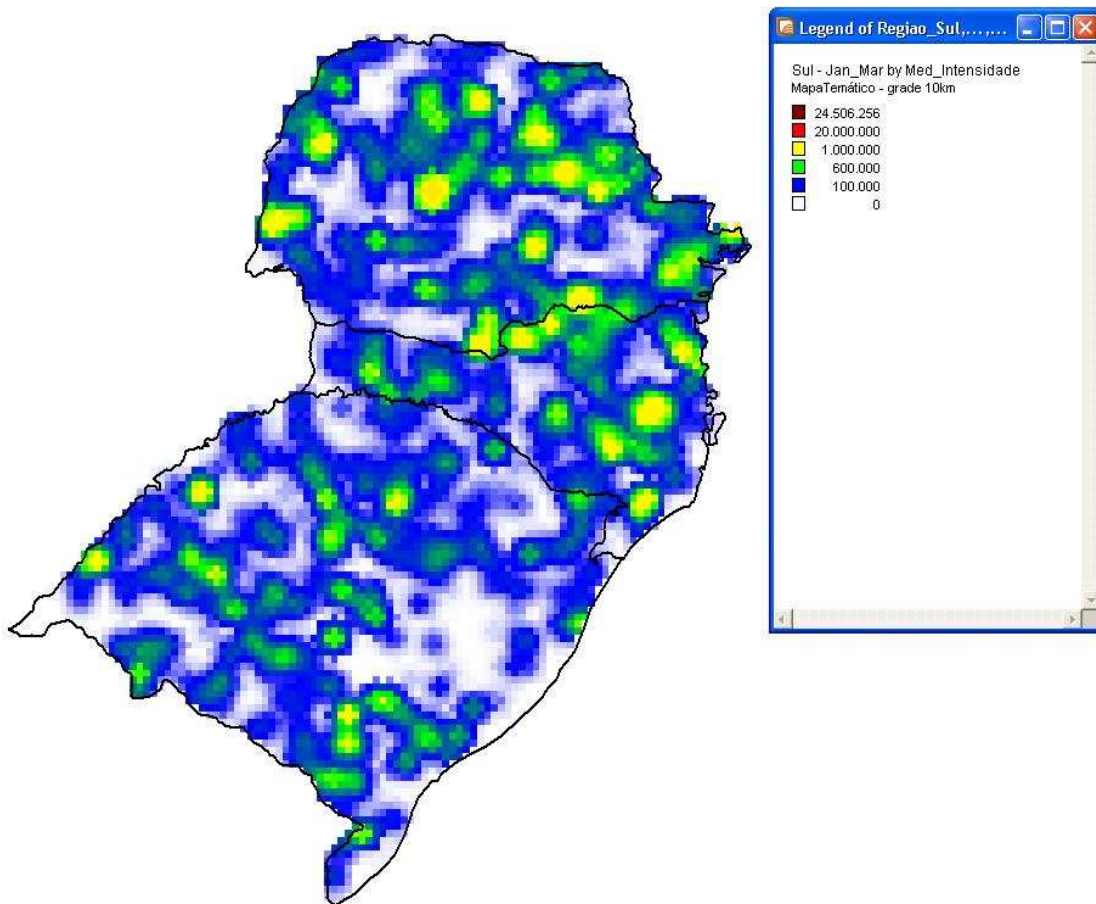 Legend of Regiao_Sul,...,...
Sul - Jan_Mar by Med_Intensidade
MapaTemático - grade 10km
24.506.256
20.000.000
1.000.000
600.000
100.000
0